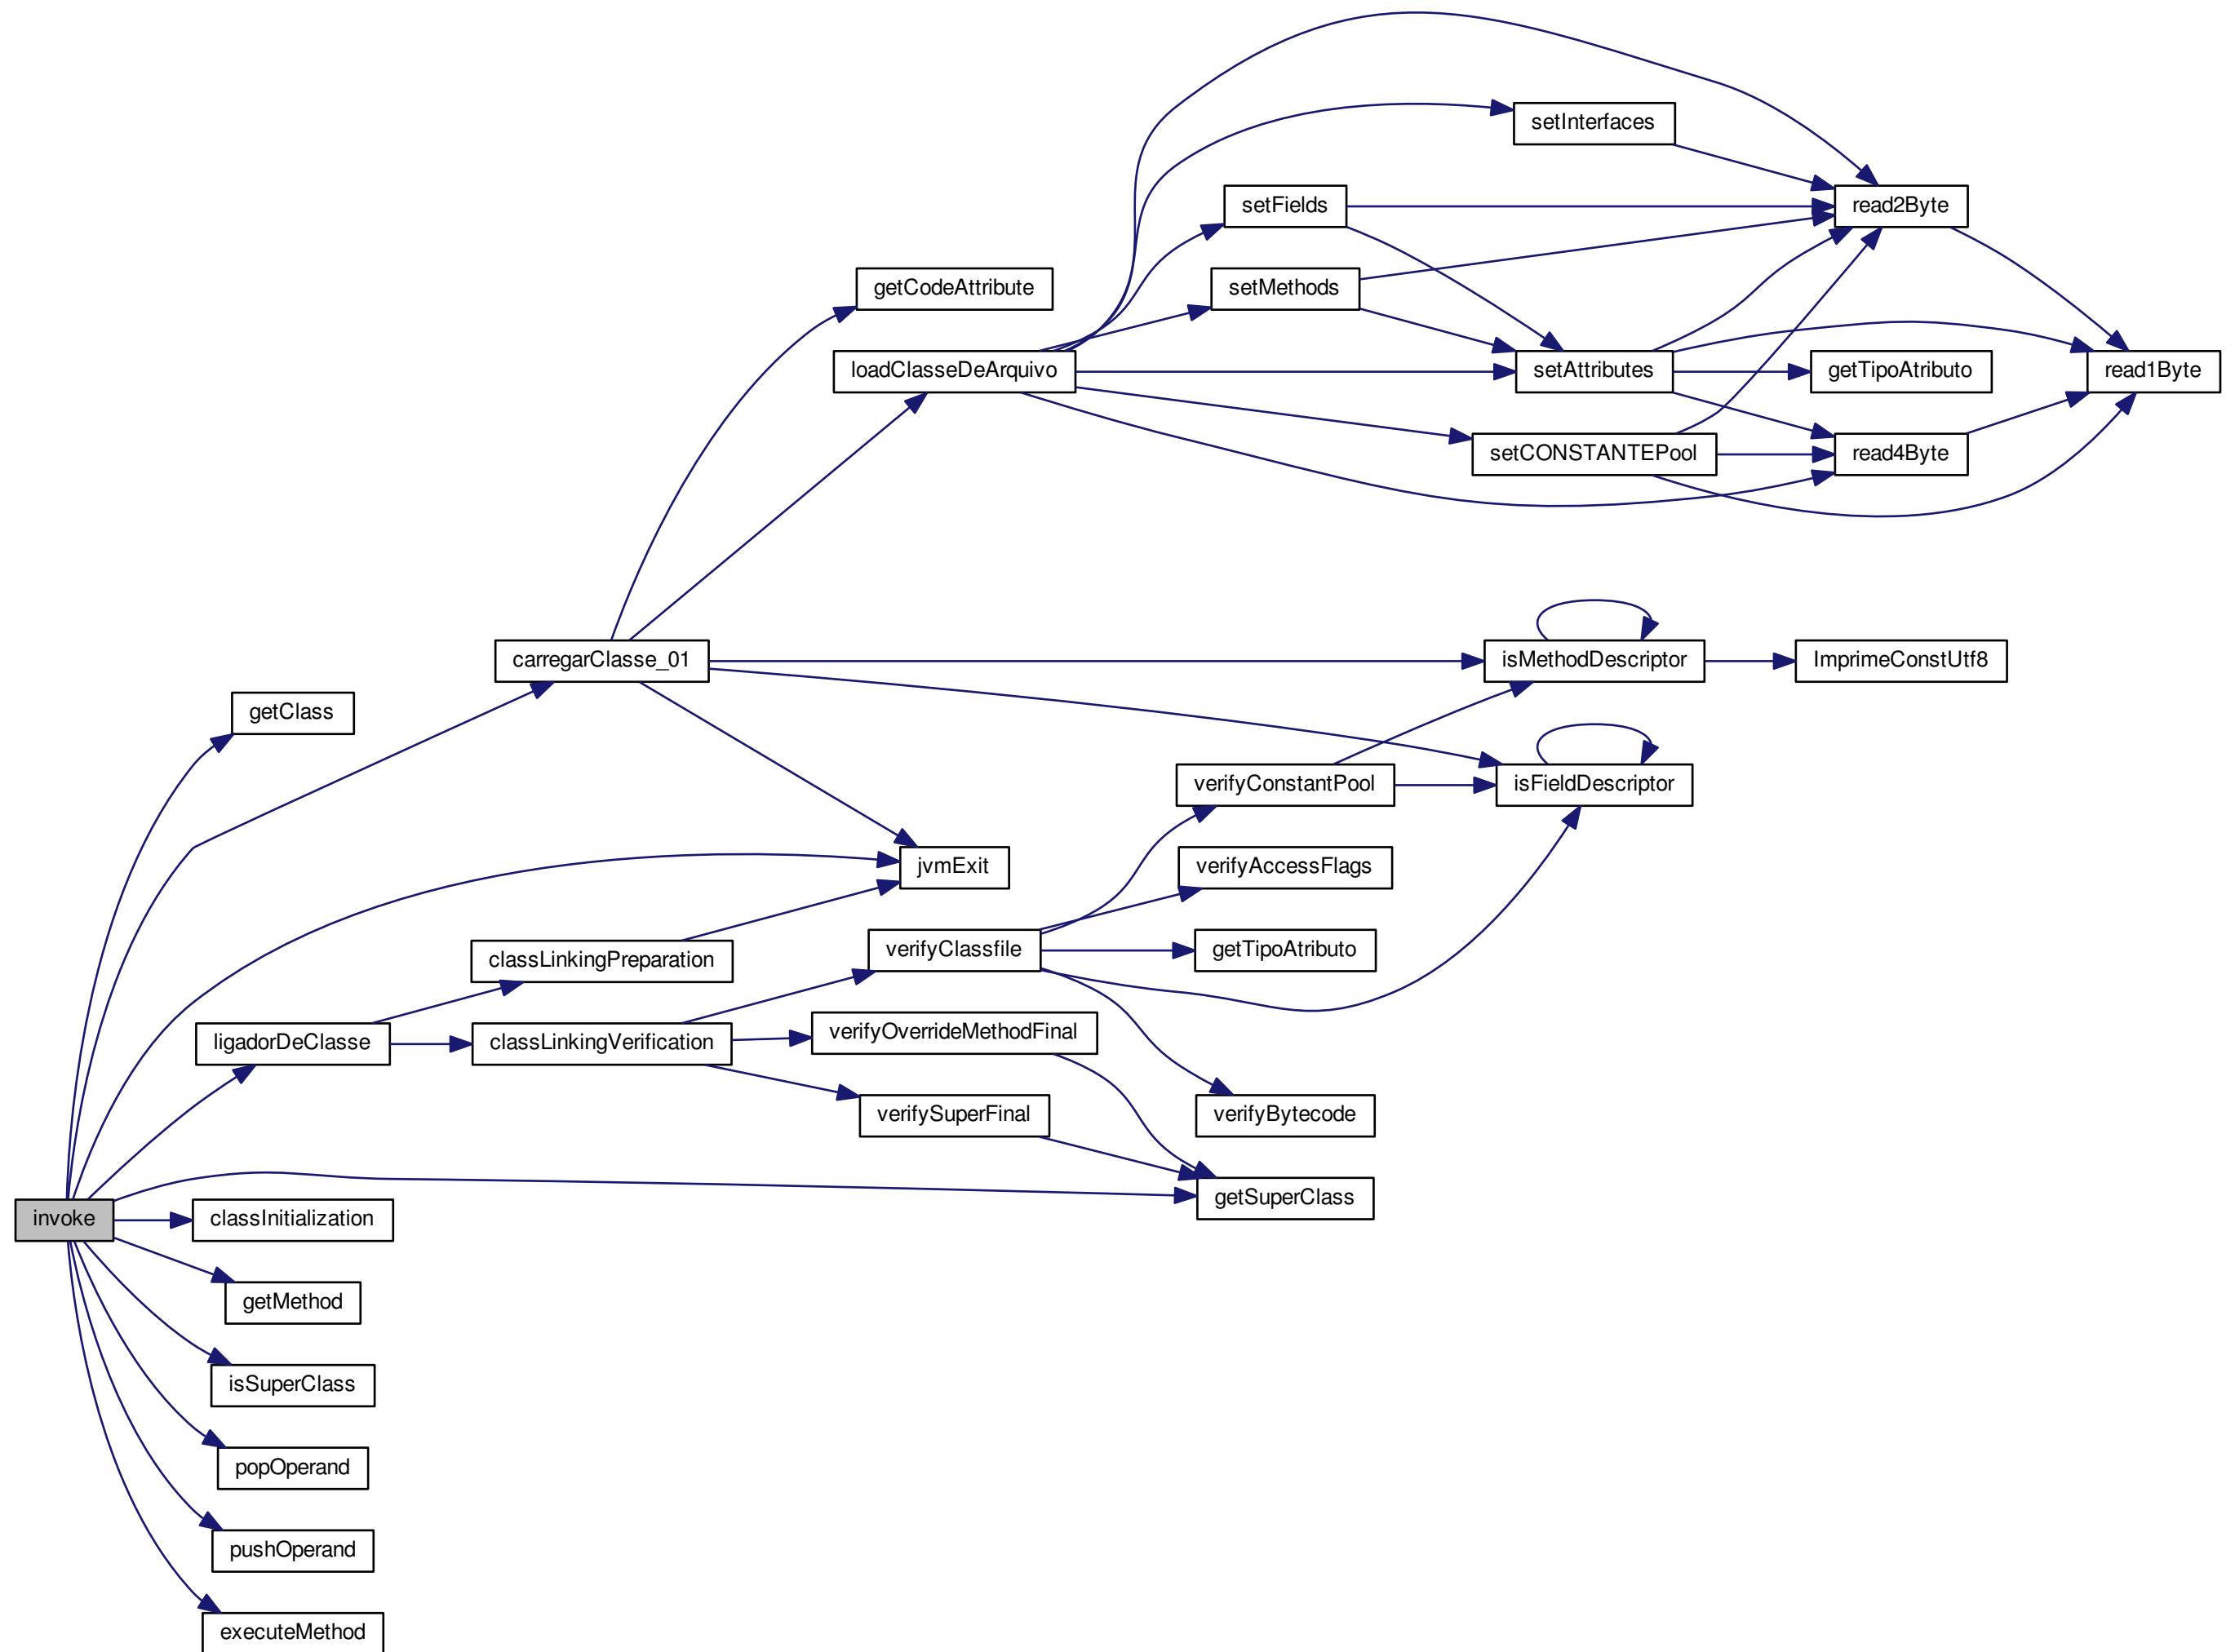 setInterfaces
setFields
read2Byte
getCodeAttribute
setMethods
loadClasseDeArquivo
setAttributes
getTipoAtributo
read1Byte
setCONSTANTEPool
read4Byte
carregarClasse_01
isMethodDescriptor
ImprimeConstUtf8
getClass
verifyConstantPool
isFieldDescriptor
jvmExit
verifyAccessFlags
classLinkingPreparation
verifyClassfile
getTipoAtributo
ligadorDeClasse
classLinkingVerification
verifyOverrideMethodFinal
verifySuperFinal
verifyBytecode
getSuperClass
invoke
classInitialization
getMethod
isSuperClass
popOperand
pushOperand
executeMethod